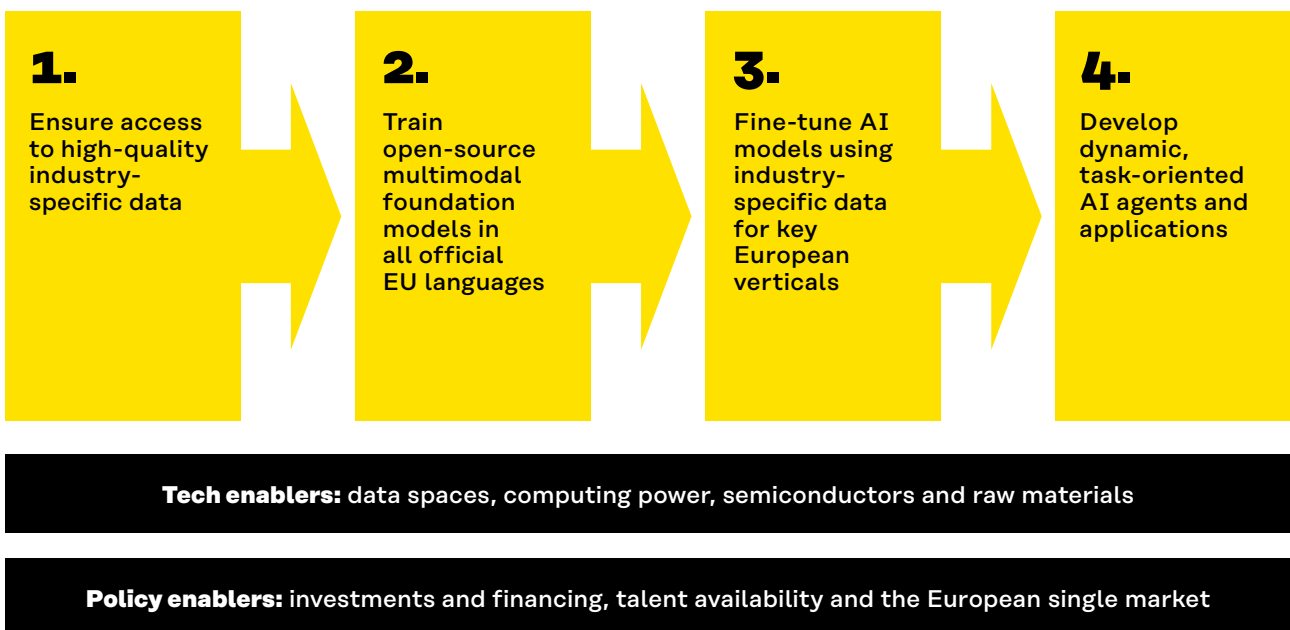 1.
Ensure access
to high-quality
industry-
specific data
2.
Train
open-source
multimodal
foundation
models in
all official
EU languages
3.
Fine-tune AI
models using
industry-
specific data
for key
European
verticals
4.
Develop
dynamic,
task-oriented
AI agents and
applications
Tech enablers: data spaces, computing power, semiconductors and raw materials
Policy enablers: investments and financing, talent availability and the European single market